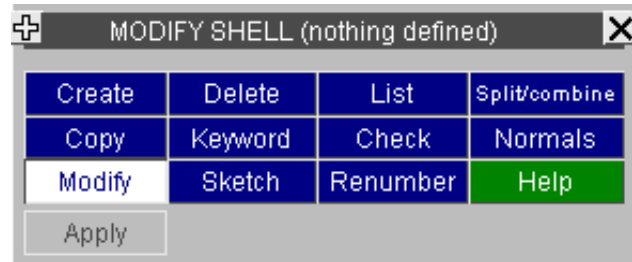 MODIFY SHELL (nothing defined)
Create Delete List Split/combine
Copy Keyword Check Normals
Modify Sketch Renumber Help
Apply